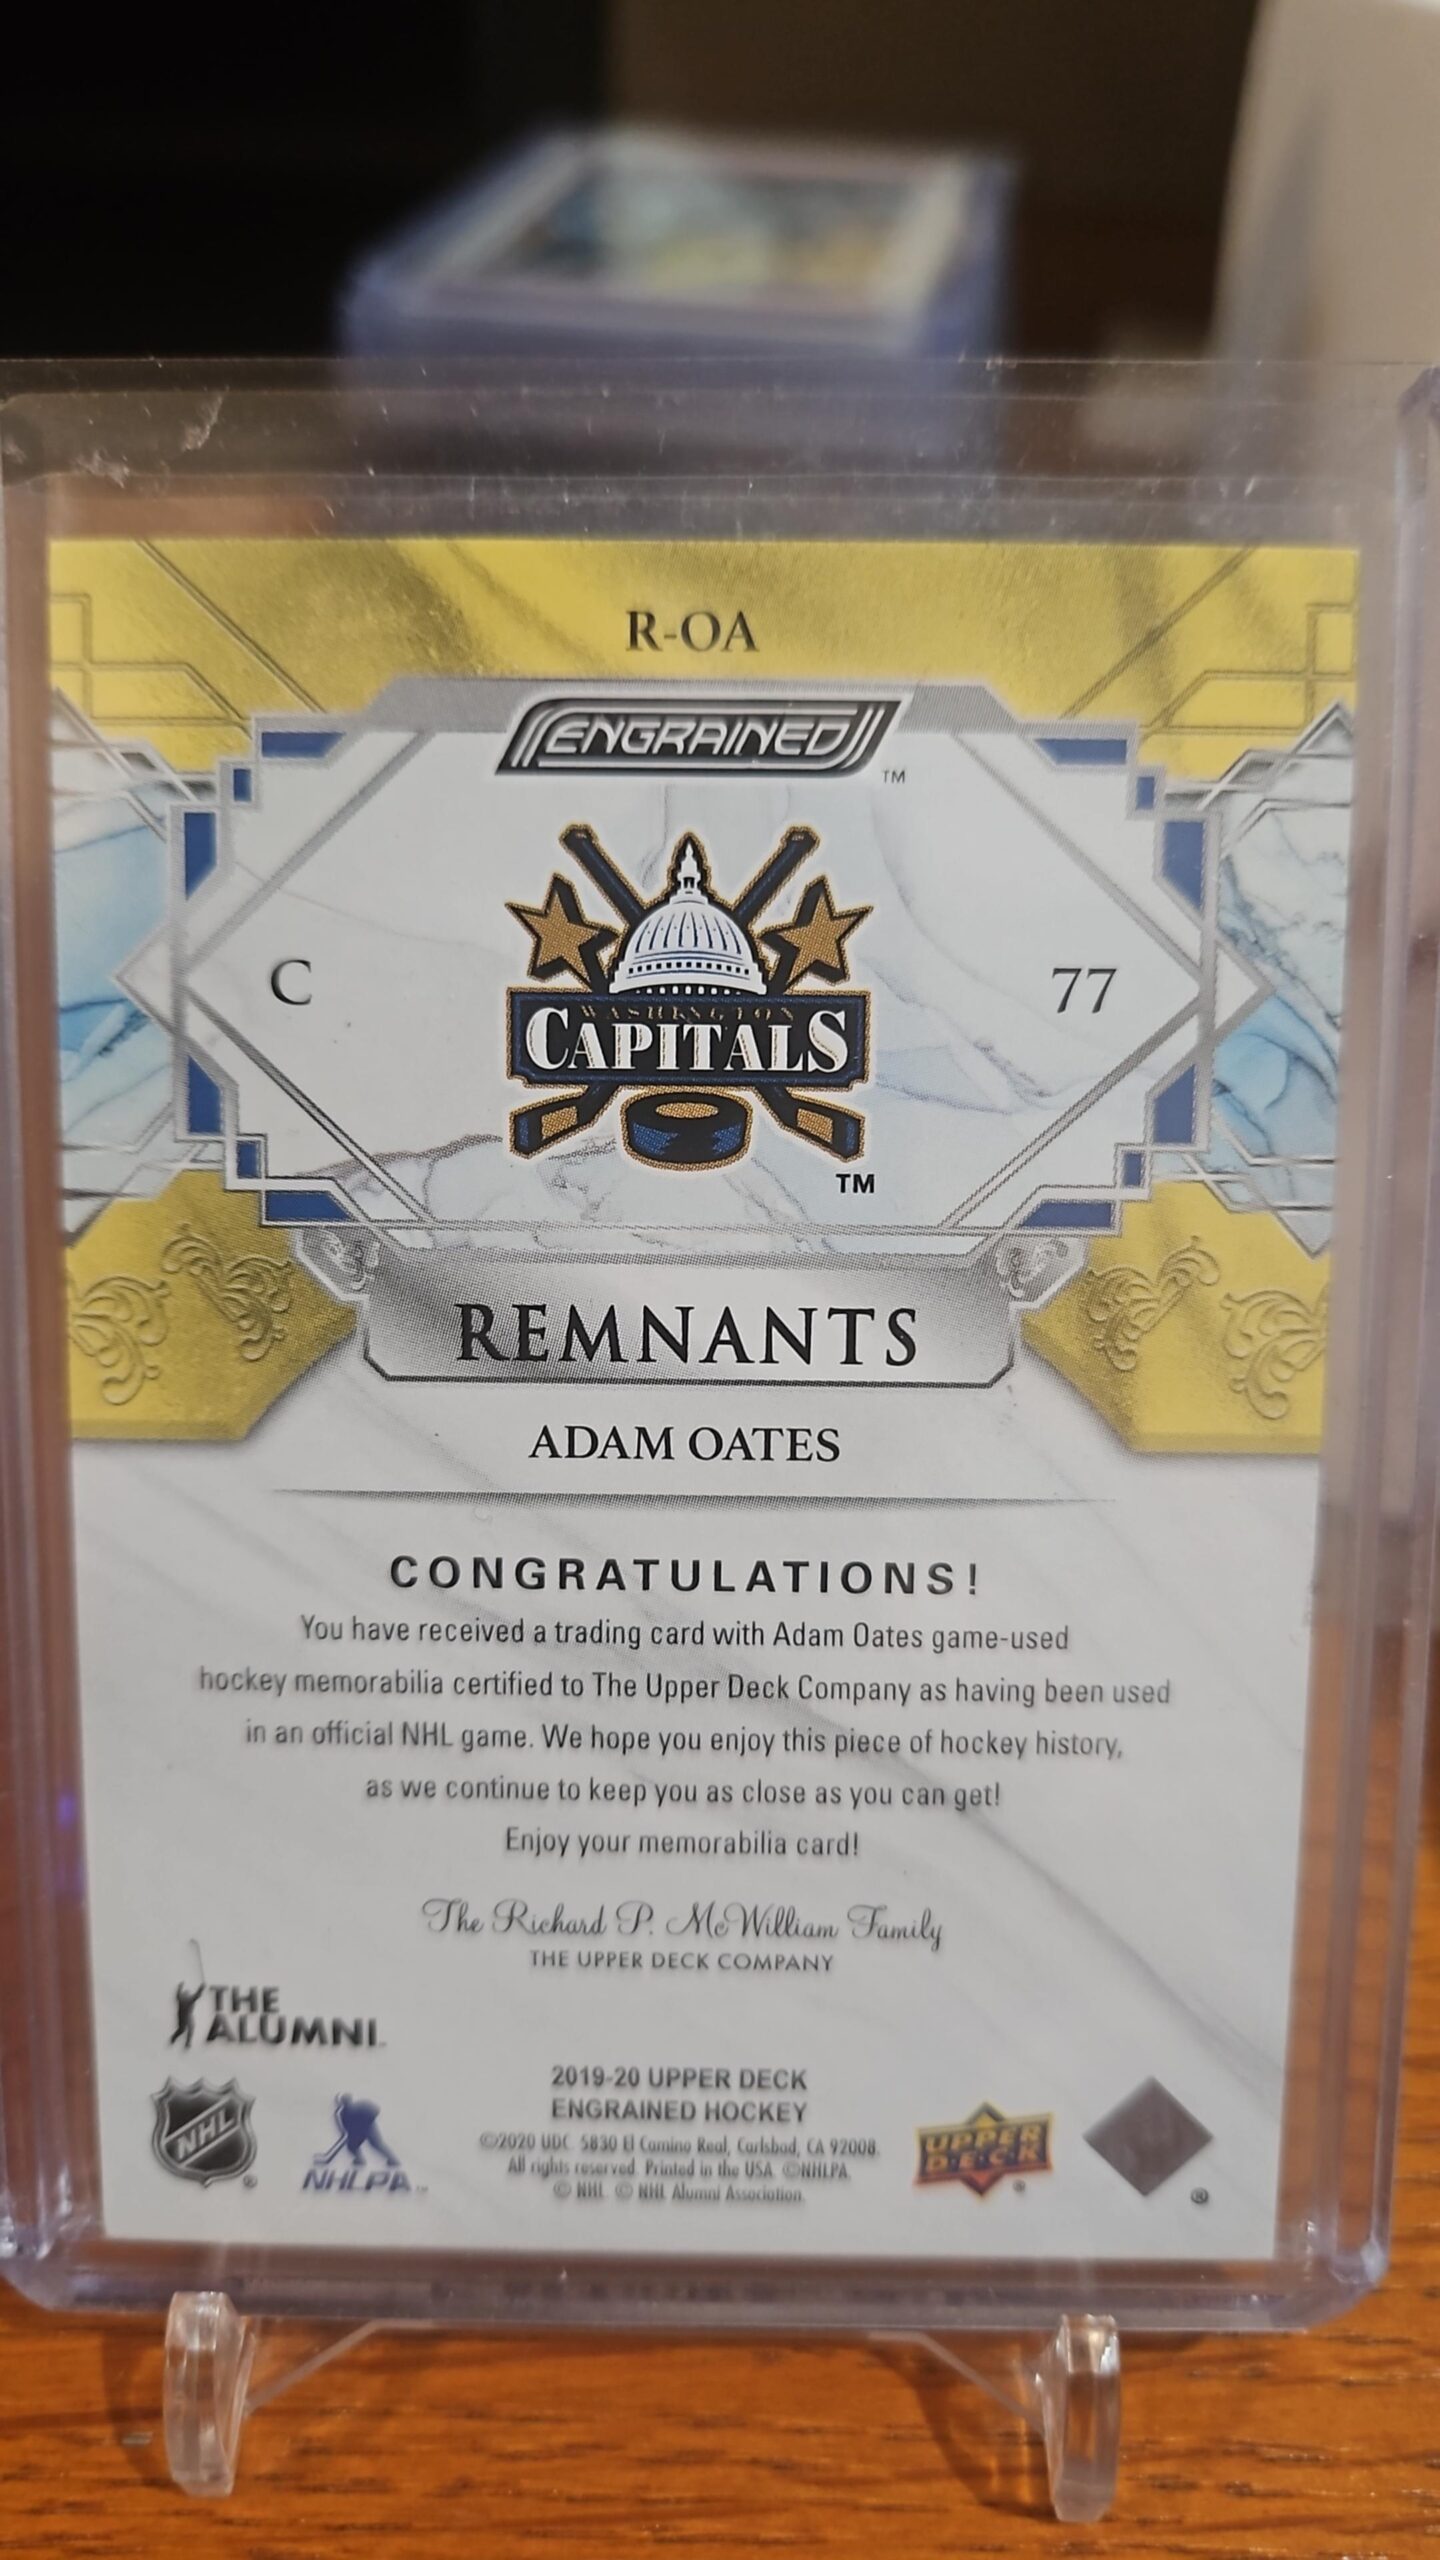 R-OA
ENGRAINED
TM
C
77
WASHINGTON
CAPITALS
TM
REMNANTS
ADAM OATES
CONGRATULATIONS!
You have received a trading card with Adam Oates game-used
hockey memorabilia certified to The Upper Deck Company as having been used
in an official NHL game. We hope you enjoy this piece of hockey history,
as we continue to keep you as close as you can get!
Enjoy your memorabilia card!
The Richard P. McWilliam Family
THE UPPER DECK COMPANY
THE
ALUMNI
NHL
®
NHLPA
2019-20 UPPER DECK
ENGRAINED HOCKEY
©2020 UDC. 5830 El Camino Real, Carlsbad, CA 92008.
All rights reserved. Printed in the USA. ©NHLPA.
© NHL. © NHL Alumni Association.
UPPER
DECK
®
®